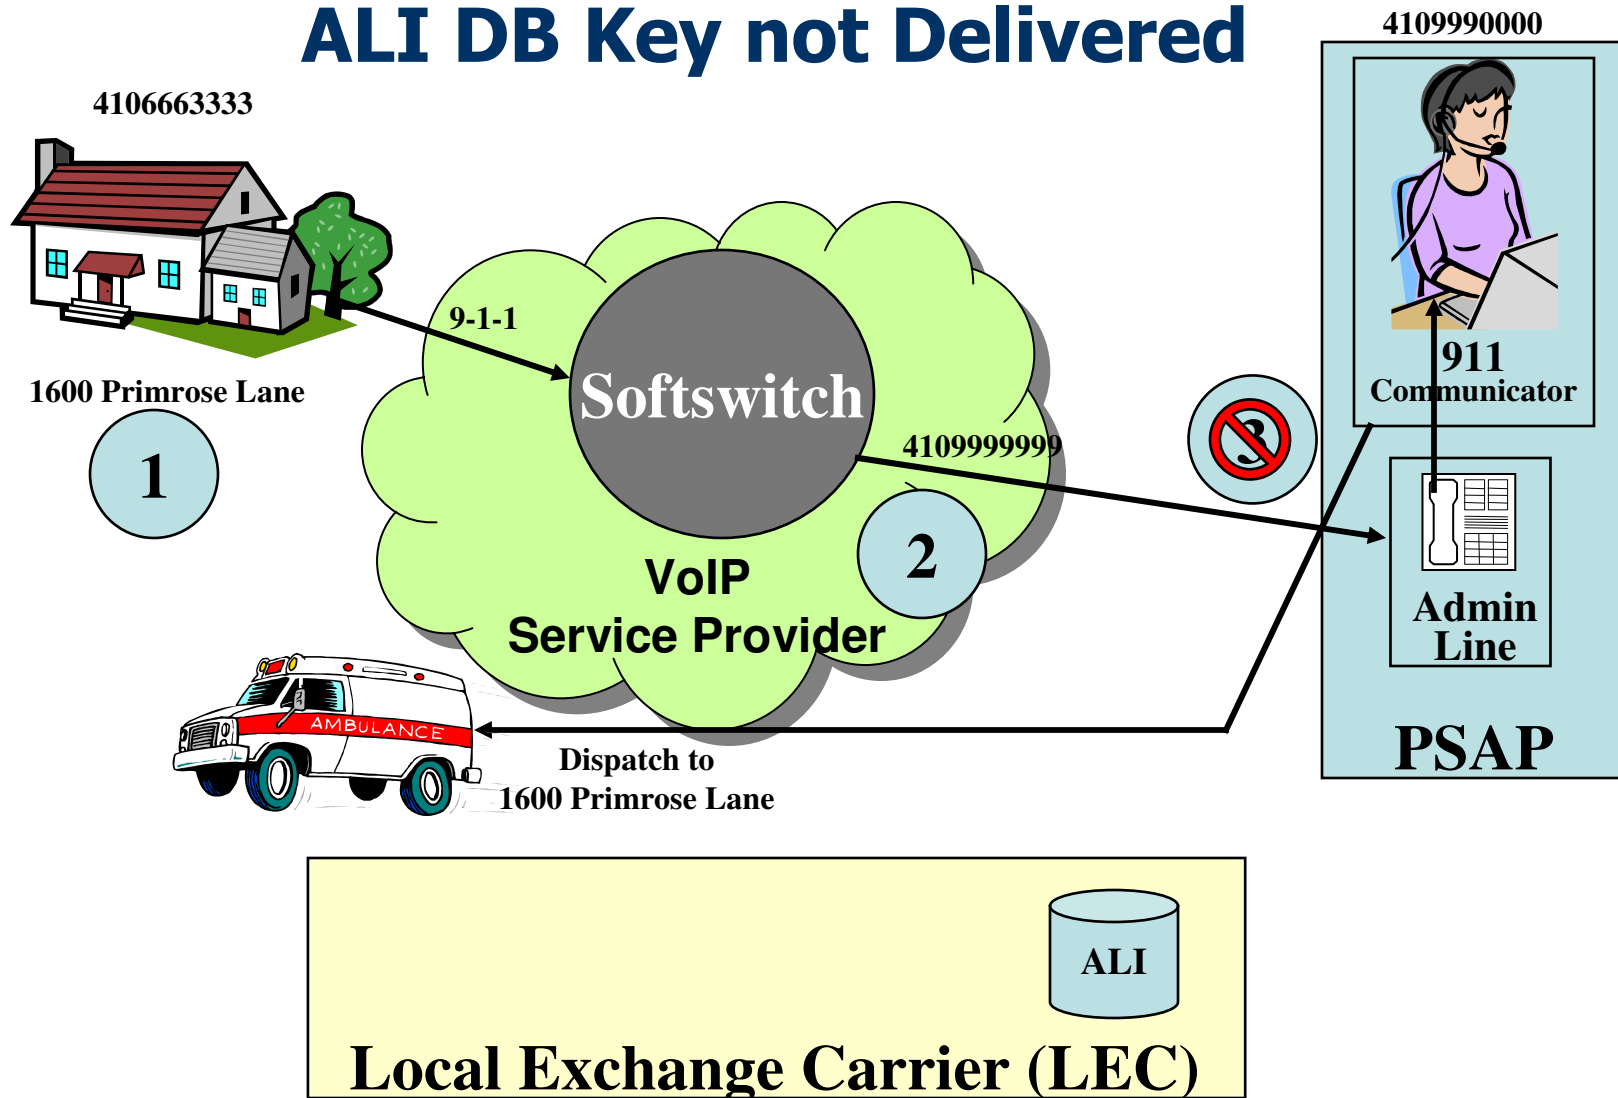 ALI DB Key not Delivered
4109990000
4106663333
9-1-1
1600 Primrose Lane
1
Softswitch
4109999999
3
911
Communicator
2
VoIP
Service Provider
Admin
Line
AMBULANCE
PSAP
Dispatch to
1600 Primrose Lane
ALI
Local Exchange Carrier (LEC)